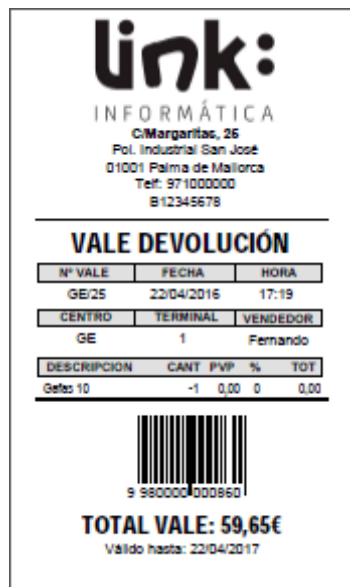 link:
INFORMÁTICA
C/Margaritas, 25
Pol. Industrial San José
01001 Palma de Mallorca
Telf: 971000000
B12345678
VALE DEVOLUCIÓN
Nº VALE FECHA HORA
GE/25 22/04/2016 17:19
CENTRO TERMINAL VENDEDOR
GE 1 Fernando
DESCRIPCION CANT PVP % TOT
Gafas 10 -1 0,00 0 0,00
9 980000 000860
TOTAL VALE: 59,65€
Válido hasta: 22/04/2017